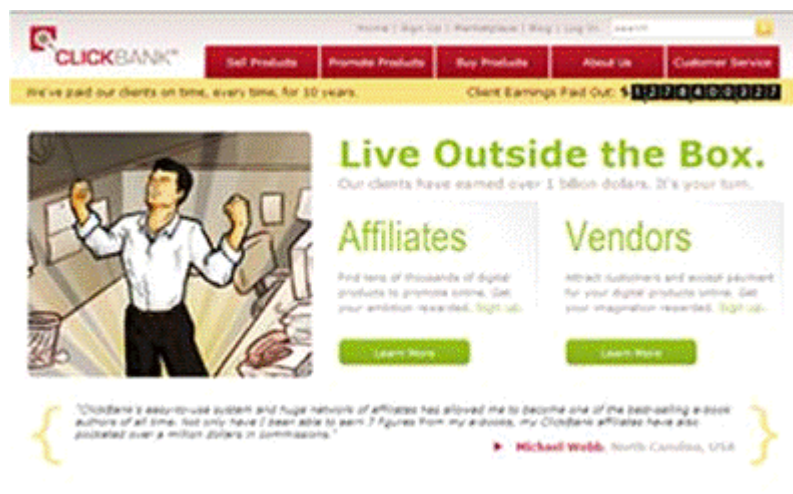 Home | Sign Up | Marketplace | Blog | Log In search
CLICKBANK™
Sell Products Promote Products Buy Products About Us Customer Service
We've paid our clients on time, every time, for 10 years. Client Earnings Paid Out: $1278400227
Live Outside the Box.
Our clients have earned over 1 billion dollars. It's your turn.
Affiliates
Find tens of thousands of digital
products to promote online. Get
your ambition rewarded. Sign up.
Learn More
Vendors
Attract customers and accept payment
for your digital products online. Get
your imagination rewarded. Sign up.
Learn More
"ClickBank's easy-to-use system and huge network of affiliates has allowed me to become one of the best-selling e-book
authors of all time. Not only have I been able to earn 7 figures from my e-books, my ClickBank affiliates have also
pocketed over a million dollars in commissions."
Michael Webb, North Carolina, USA